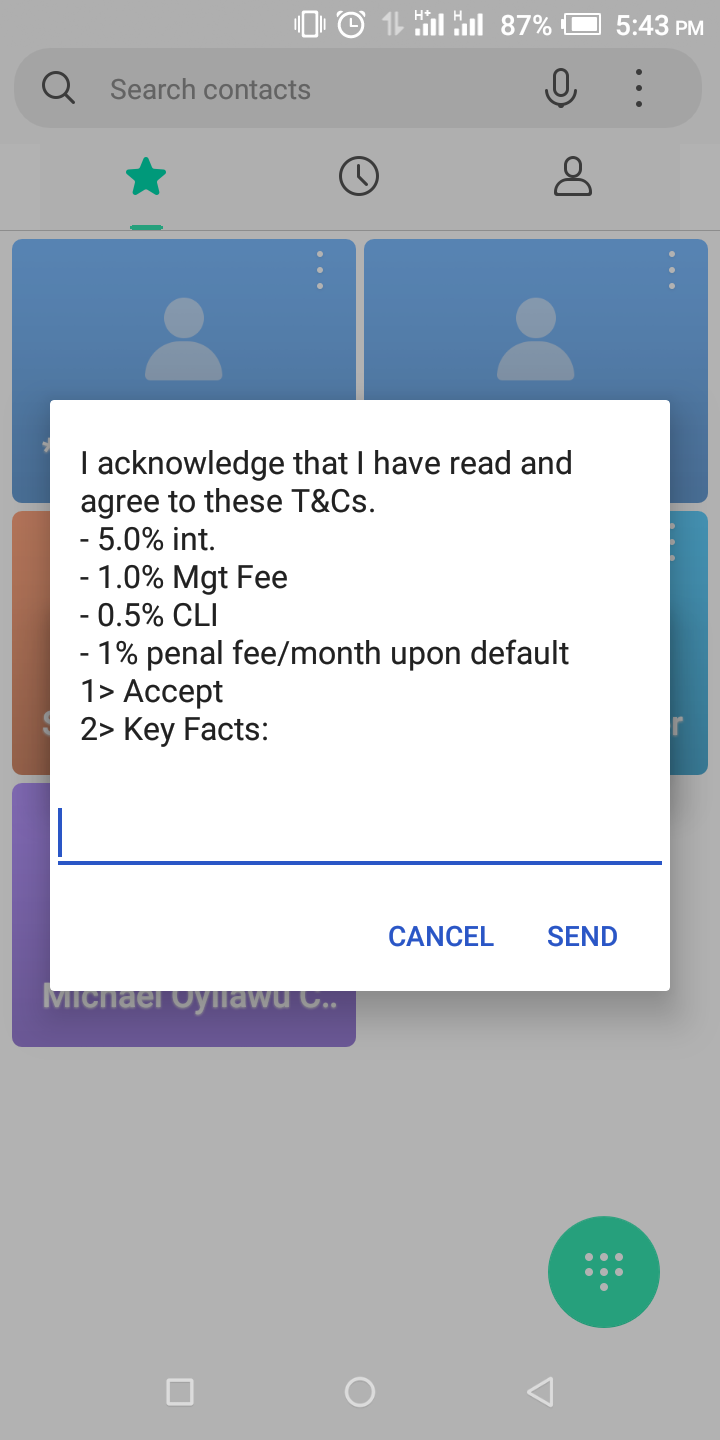 87% 5:43 PM
Search contacts
I acknowledge that I have read and
agree to these T&Cs.
- 5.0% int.
- 1.0% Mgt Fee
- 0.5% CLI
- 1% penal fee/month upon default
1> Accept
2> Key Facts:
CANCEL SEND
Michael Oyilawu C..